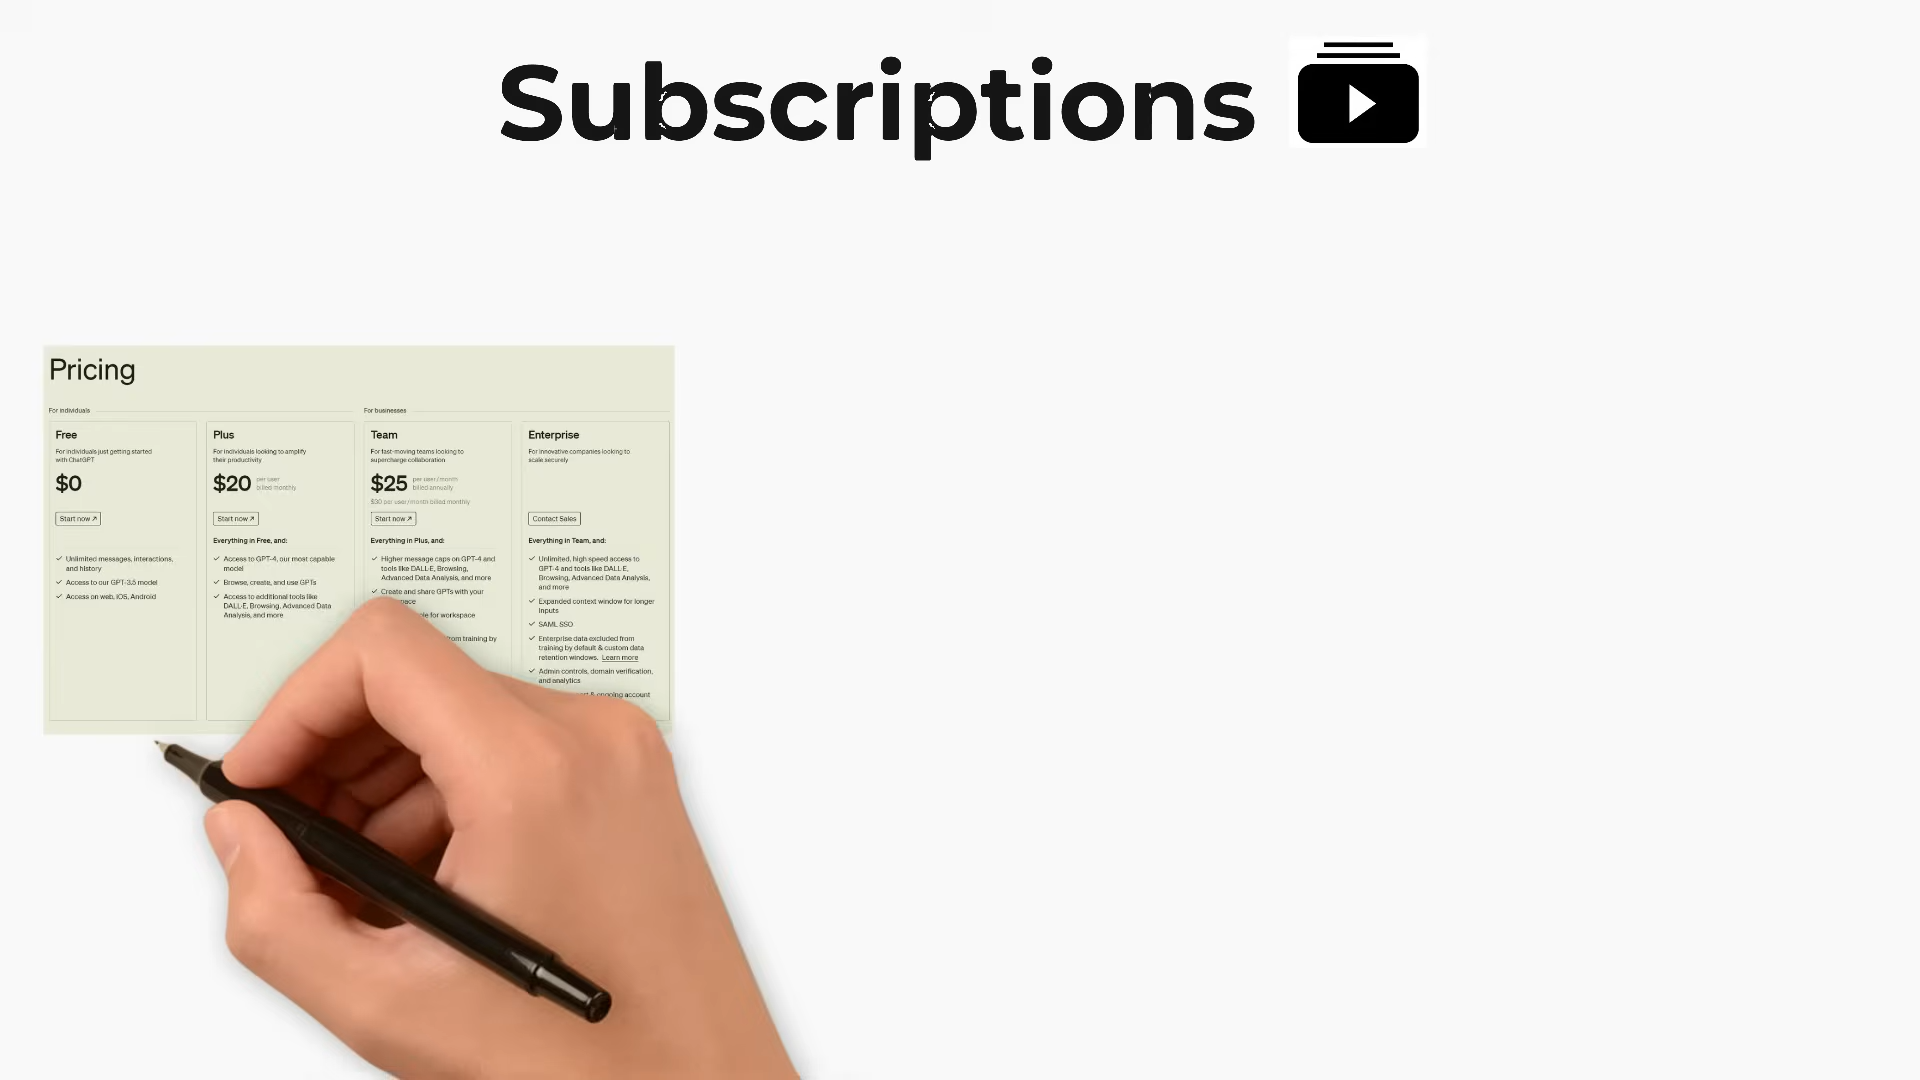 Subscriptions
Pricing
For individuals
For businesses
Free
For individuals just getting started
with ChatGPT
$0
Start now ↗
Unlimited messages, interactions,
and history
Access to our GPT-3.5 model
Access on web, iOS, Android
Plus
For individuals looking to amplify
their productivity
$20 per user
billed monthly
Start now ↗
Everything in Free, and:
Access to GPT-4, our most capable
model
Browse, create, and use GPTs
Access to additional tools like
DALL·E, Browsing, Advanced Data
Analysis, and more
Team
For fast-moving teams looking to
supercharge collaboration
$25 per user/month
billed annually
$30 per user/month billed monthly
Start now ↗
Everything in Plus, and:
Higher message caps on GPT-4 and
tools like DALL·E, Browsing,
Advanced Data Analysis, and more
Create and share GPTs with your
for workspace
from training by
Enterprise
For innovative companies looking to
scale securely
Contact Sales
Everything in Team, and:
Unlimited, high speed access to
GPT-4 and tools like DALL·E,
Browsing, Advanced Data Analysis,
and more
Expanded context window for longer
inputs
SAML SSO
Enterprise data excluded from
training by default & custom data
retention windows. Learn more
Admin controls, domain verification,
and analytics
& ongoing account